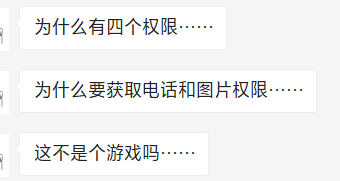 为什么有四个权限……
为什么要获取电话和图片权限……
这不是个游戏吗……